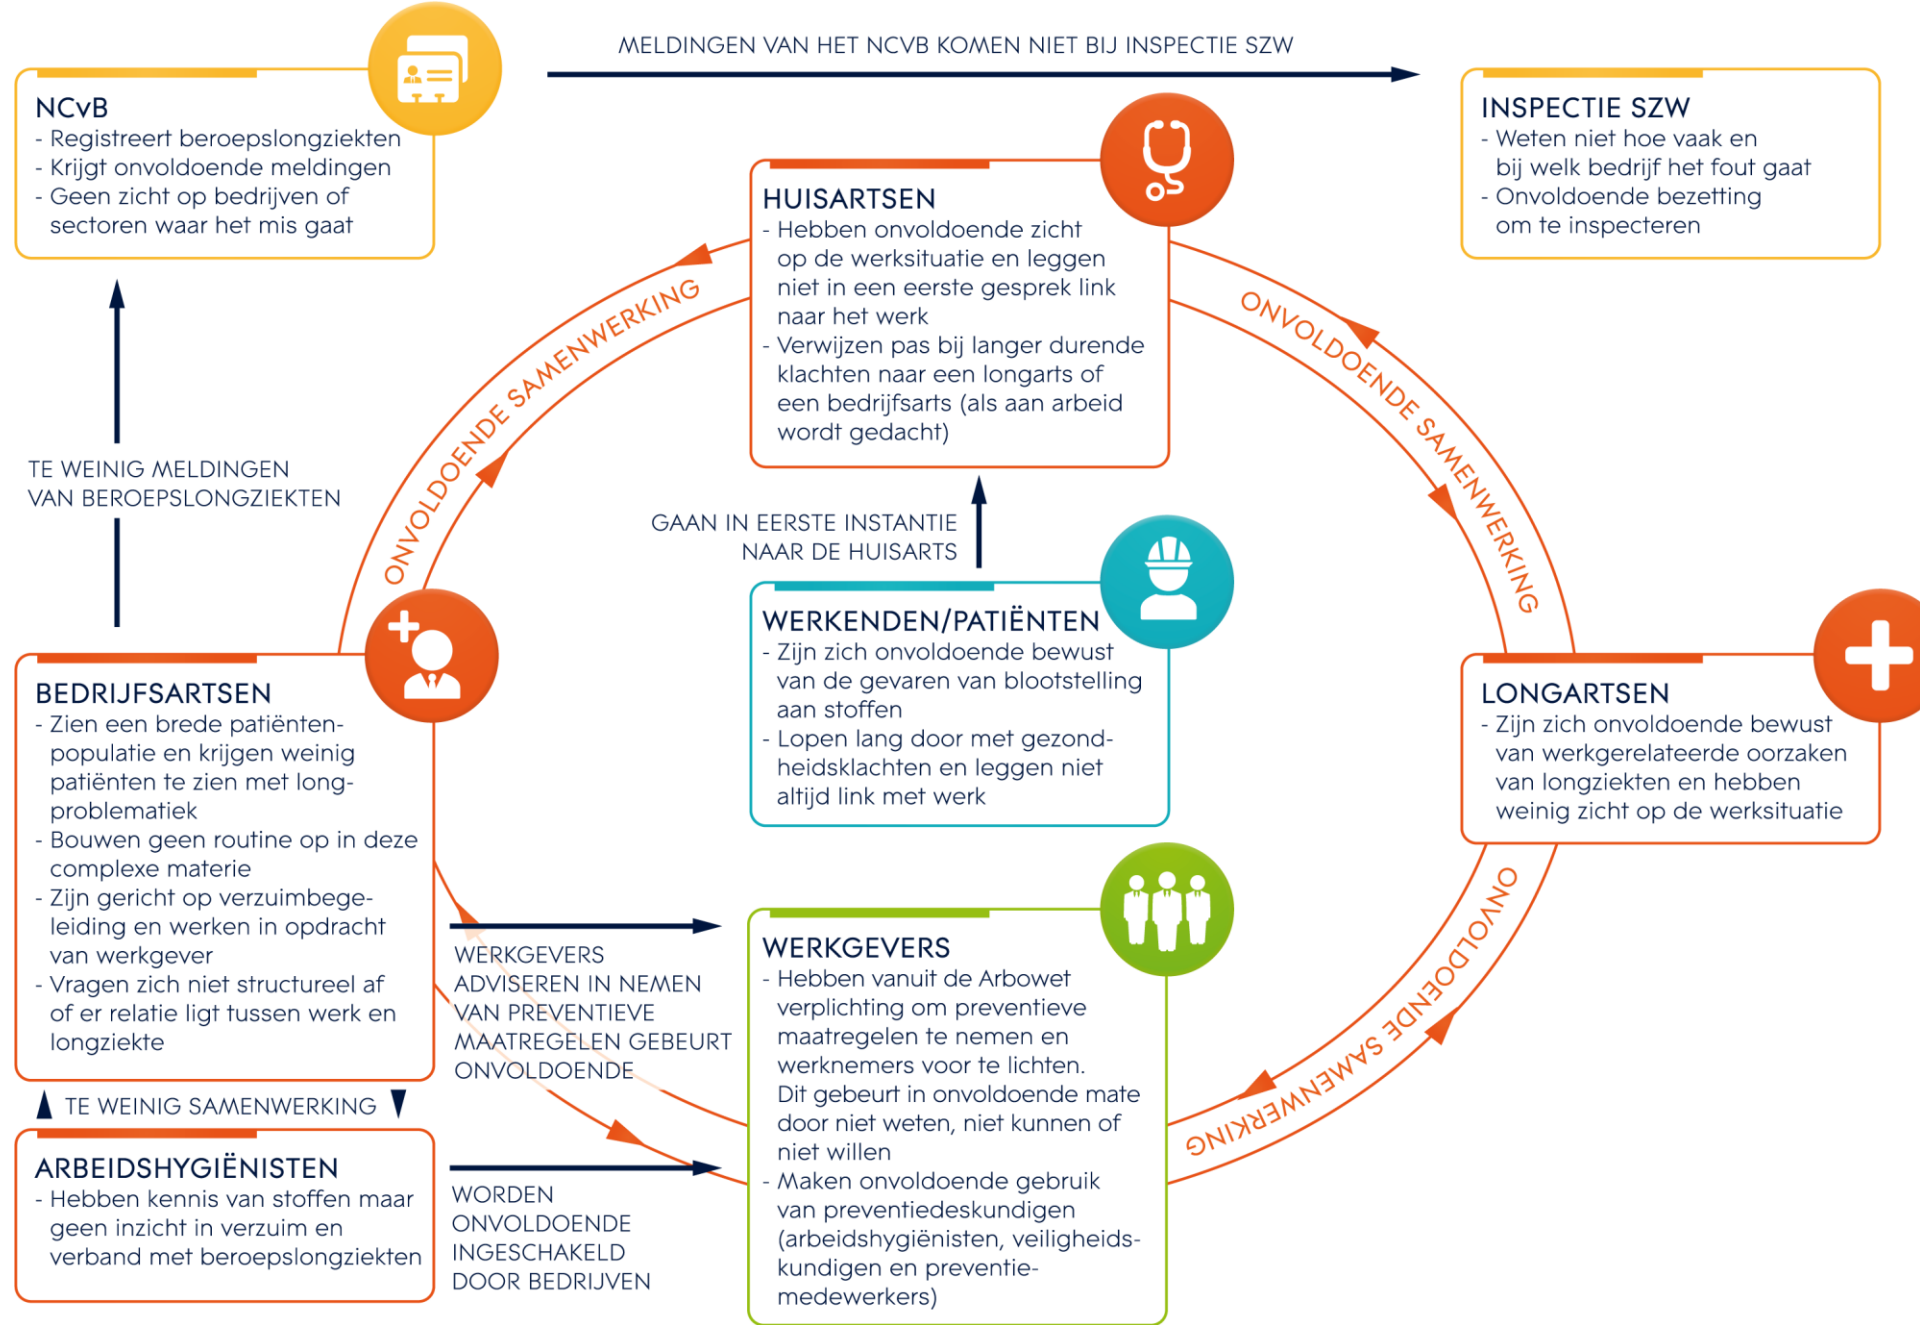 MELDINGEN VAN HET NCVB KOMEN NIET BIJ INSPECTIE SZW
NCvB
- Registreert beroepslongziekten
- Krijgt onvoldoende meldingen
- Geen zicht op bedrijven of
sectoren waar het mis gaat
INSPECTIE SZW
- Weten niet hoe vaak en
bij welk bedrijf het fout gaat
- Onvoldoende bezetting
om te inspecteren
HUISARTSEN
- Hebben onvoldoende zicht
op de werksituatie en leggen
niet in een eerste gesprek link
naar het werk
- Verwijzen pas bij langer durende
klachten naar een longarts of
een bedrijfsarts (als aan arbeid
wordt gedacht)
ONVOLDOENDE SAMENWERKING
ONVOLDOENDE SAMENWERKING
TE WEINIG MELDINGEN
VAN BEROEPSLONGZIEKTEN
GAAN IN EERSTE INSTANTIE
NAAR DE HUISARTS
WERKENDEN/PATIËNTEN
- Zijn zich onvoldoende bewust
van de gevaren van blootstelling
aan stoffen
- Lopen lang door met gezond-
heidsklachten en leggen niet
altijd link met werk
BEDRIJFSARTSEN
- Zien een brede patiënten-
populatie en krijgen weinig
patiënten te zien met long-
problematiek
- Bouwen geen routine op in deze
complexe materie
- Zijn gericht op verzuimbege-
leiding en werken in opdracht
van werkgever
- Vragen zich niet structureel af
of er relatie ligt tussen werk en
longziekte
LONGARTSEN
- Zijn zich onvoldoende bewust
van werkgerelateerde oorzaken
van longziekten en hebben
weinig zicht op de werksituatie
WERKGEVERS
ADVISEREN IN NEMEN
VAN PREVENTIEVE
MAATREGELEN GEBEURT
ONVOLDOENDE
WERKGEVERS
- Hebben vanuit de Arbowet
verplichting om preventieve
maatregelen te nemen en
werknemers voor te lichten.
Dit gebeurt in onvoldoende mate
door niet weten, niet kunnen of
niet willen
- Maken onvoldoende gebruik
van preventiedeskundigen
(arbeidshygiënisten, veiligheids-
kundigen en preventie-
medewerkers)
ONVOLDOENDE SAMENWERKING
TE WEINIG SAMENWERKING
ARBEIDSHYGIËNISTEN
- Hebben kennis van stoffen maar
geen inzicht in verzuim en
verband met beroepslongziekten
WORDEN
ONVOLDOENDE
INGESCHAKELD
DOOR BEDRIJVEN